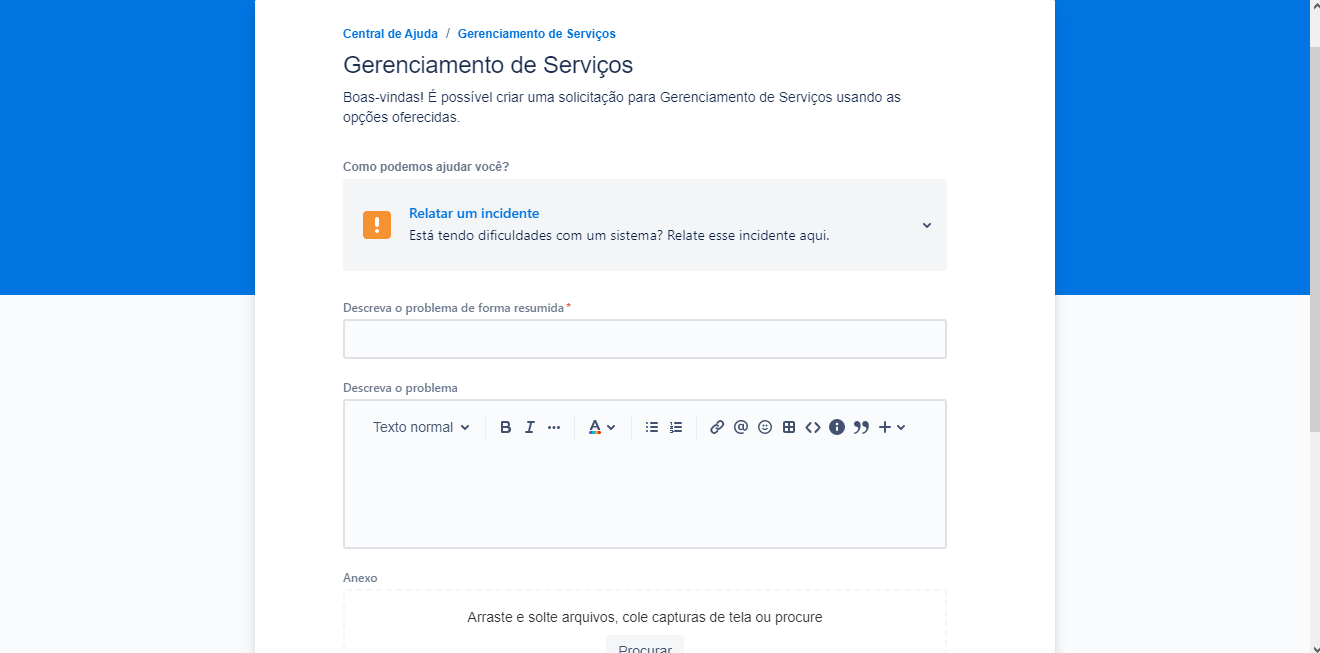 Central de Ajuda / Gerenciamento de Serviços
Gerenciamento de Serviços
Boas-vindas! É possível criar uma solicitação para Gerenciamento de Serviços usando as
opções oferecidas.
Como podemos ajudar você?
Relatar um incidente
Está tendo dificuldades com um sistema? Relate esse incidente aqui.
Descreva o problema de forma resumida*
Descreva o problema
Texto normal B I ... A @ <> i ” +
Anexo
Arraste e solte arquivos, cole capturas de tela ou procure
Procurar